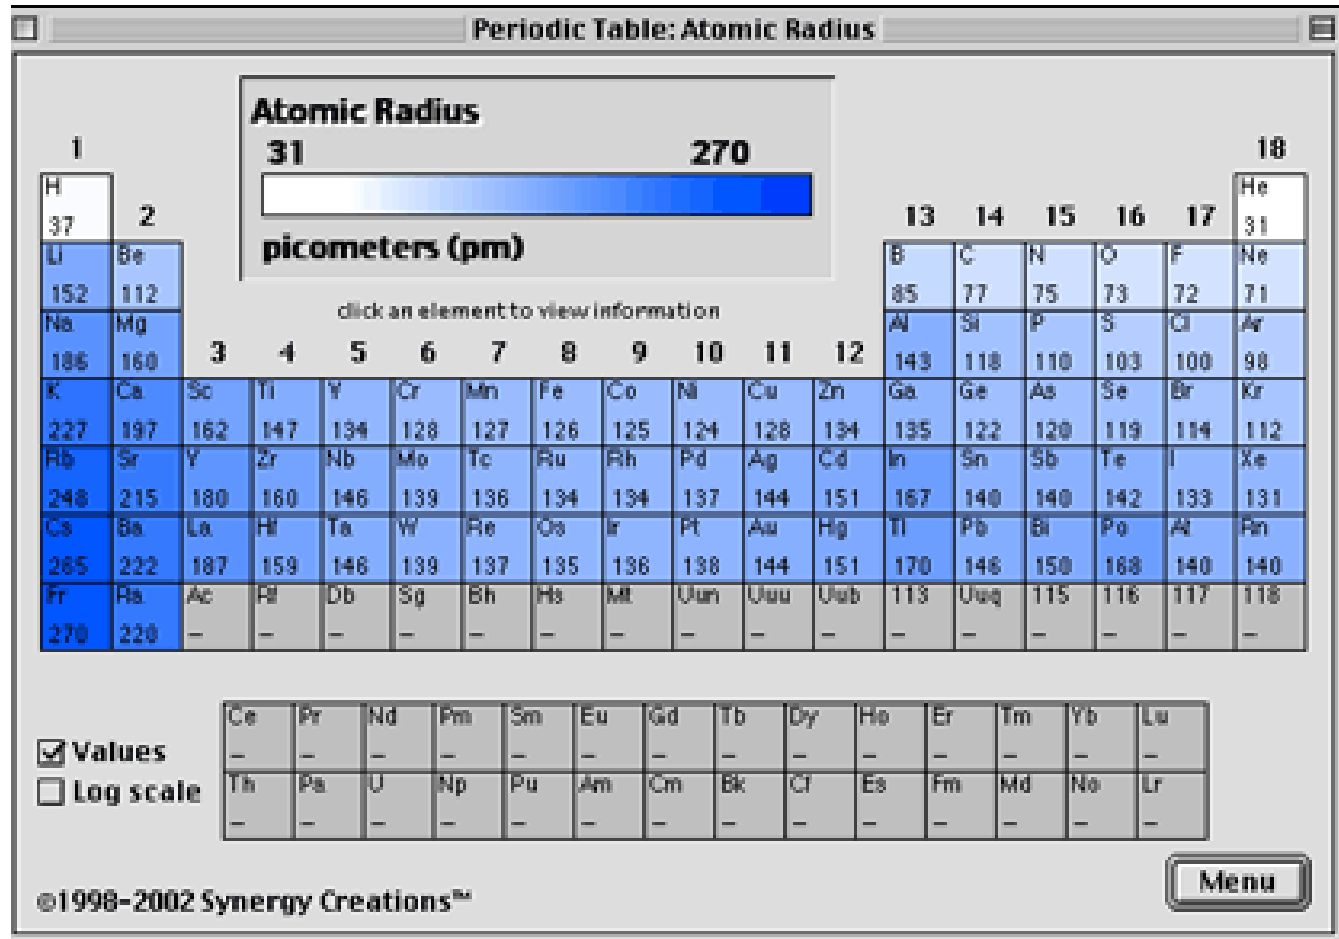 Periodic Table: Atomic Radius
Atomic Radius
31 270
picometers (pm)
click an element to view information
1 18
H He
37 2 13 14 15 16 17 31
Li Be B C N O F Ne
152 112 85 77 75 73 72 71
Na Mg Al Si P S Cl Ar
186 160 3 4 5 6 7 8 9 10 11 12 143 118 110 103 100 98
K Ca Sc Ti V Cr Mn Fe Co Ni Cu Zn Ga Ge As Se Br Kr
227 197 162 147 134 128 127 126 125 124 128 134 135 122 120 119 114 112
Rb Sr Y Zr Nb Mo Tc Ru Rh Pd Ag Cd In Sn Sb Te I Xe
248 215 180 160 146 139 136 134 134 137 144 151 167 140 140 142 133 131
Cs Ba La Hf Ta W Re Os Ir Pt Au Hg Tl Pb Bi Po At Rn
265 222 187 159 146 139 137 135 136 138 144 151 170 146 150 168 140 140
Fr Ra Ac Rf Db Sg Bh Hs Mt Uun Uuu Uub 113 Uuq 115 116 117 118
270 220 – – – – – – – – – – – – – – – –
Ce Pr Nd Pm Sm Eu Gd Tb Dy Ho Er Tm Yb Lu
– – – – – – – – – – – – – –
Th Pa U Np Pu Am Cm Bk Cf Es Fm Md No Lr
– – – – – – – – – – – – – –
Values
Log scale
Menu
©1998-2002 Synergy Creations™